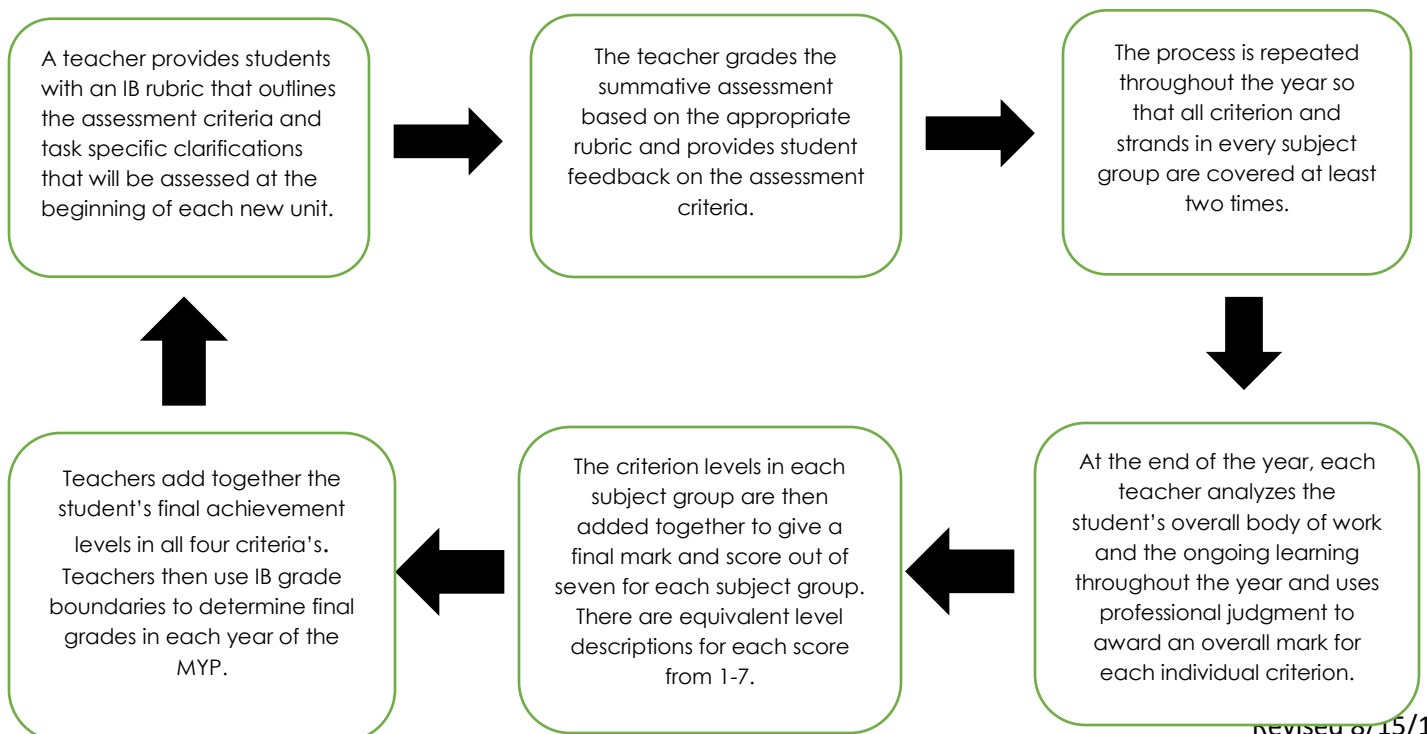 A teacher provides students
with an IB rubric that outlines
the assessment criteria and
task specific clarifications
that will be assessed at the
beginning of each new unit.
The teacher grades the
summative assessment
based on the appropriate
rubric and provides student
feedback on the assessment
criteria.
The process is repeated
throughout the year so
that all criterion and
strands in every subject
group are covered at least
two times.
At the end of the year, each
teacher analyzes the
student’s overall body of work
and the ongoing learning
throughout the year and uses
professional judgment to
award an overall mark for
each individual criterion.
The criterion levels in each
subject group are then
added together to give a
final mark and score out of
seven for each subject group.
There are equivalent level
descriptions for each score
from 1-7.
Teachers add together the
student’s final achievement
levels in all four criteria’s.
Teachers then use IB grade
boundaries to determine final
grades in each year of the
MYP.
Revised 8/15/1